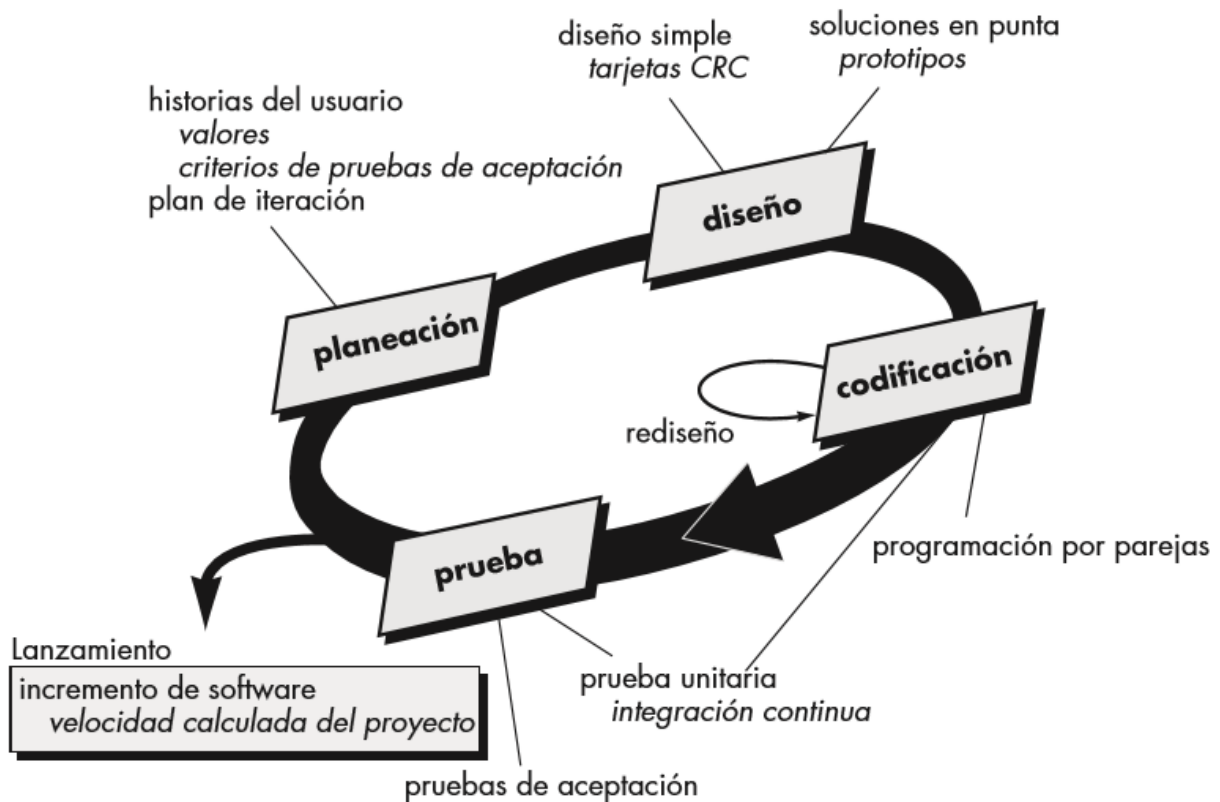 diseño simple
tarjetas CRC
soluciones en punta
prototipos
historias del usuario
valores
criterios de pruebas de aceptación
plan de iteración
diseño
planeación
codificación
rediseño
prueba
programación por parejas
Lanzamiento
incremento de software
velocidad calculada del proyecto
prueba unitaria
integración continua
pruebas de aceptación